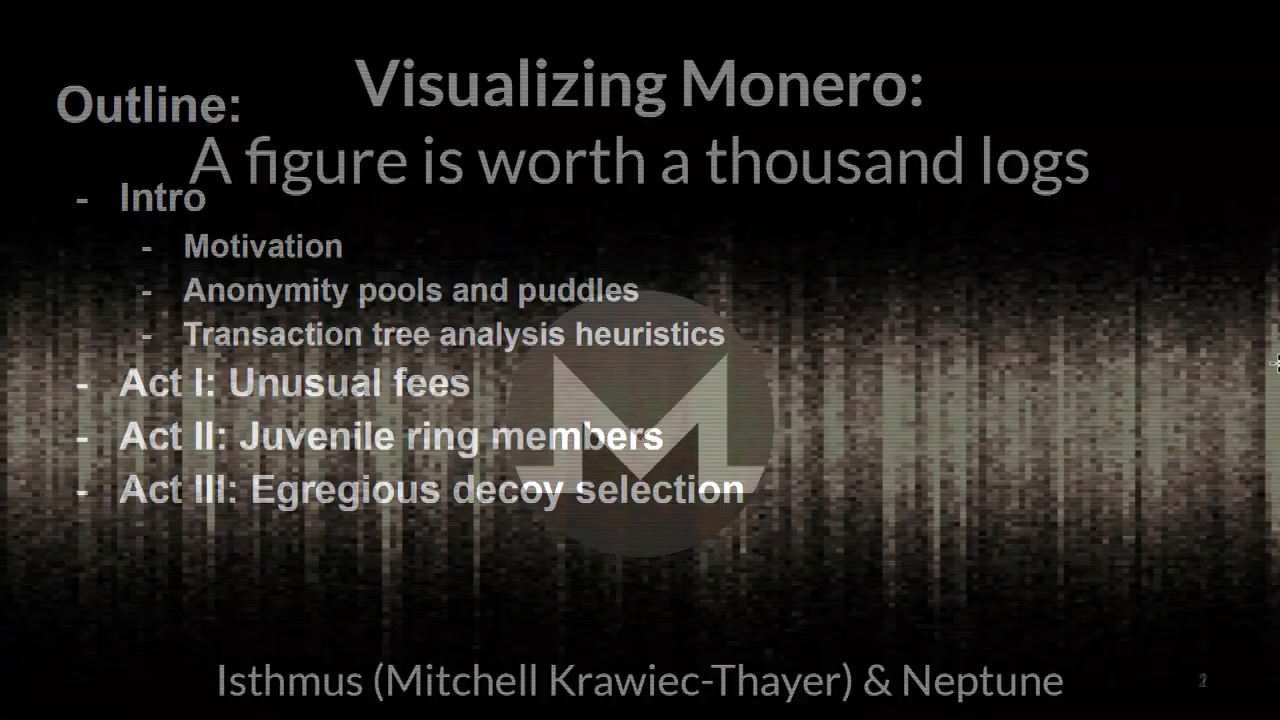 Visualizing Monero:
A figure is worth a thousand logs
Outline:
- Intro
- Motivation
- Anonymity pools and puddles
- Transaction tree analysis heuristics
- Act I: Unusual fees
- Act II: Juvenile ring members
- Act III: Egregious decoy selection
Isthmus (Mitchell Krawiec-Thayer) & Neptune